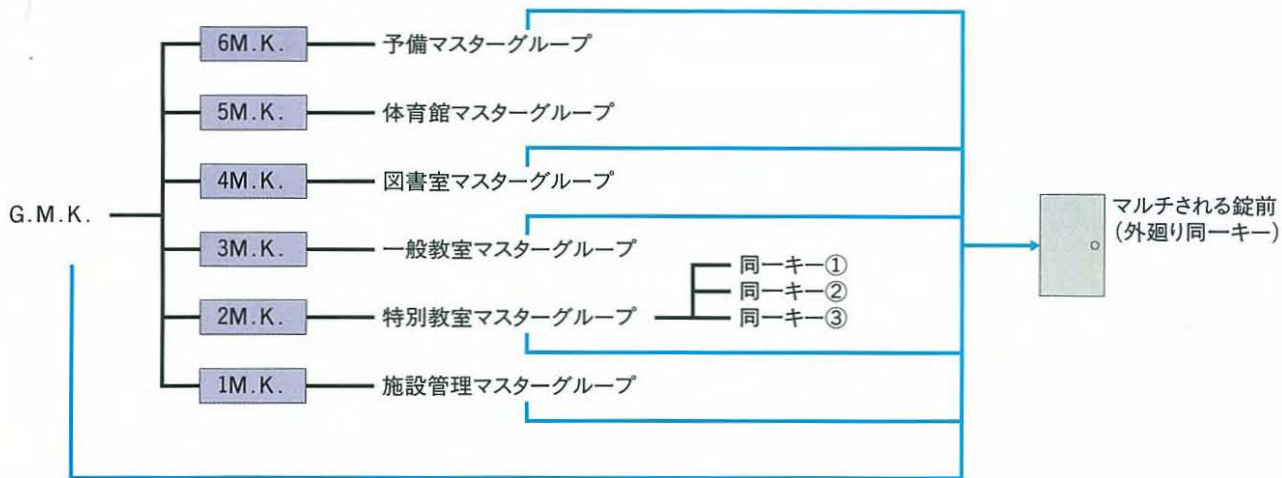 6M.K. 予備マスターグループ
5M.K. 体育館マスターグループ
4M.K. 図書室マスターグループ
G.M.K.
マルチされる錠前
(外廻り同一キー)
3M.K. 一般教室マスターグループ
同一キー①
同一キー②
2M.K. 特別教室マスターグループ 同一キー③
1M.K. 施設管理マスターグループ